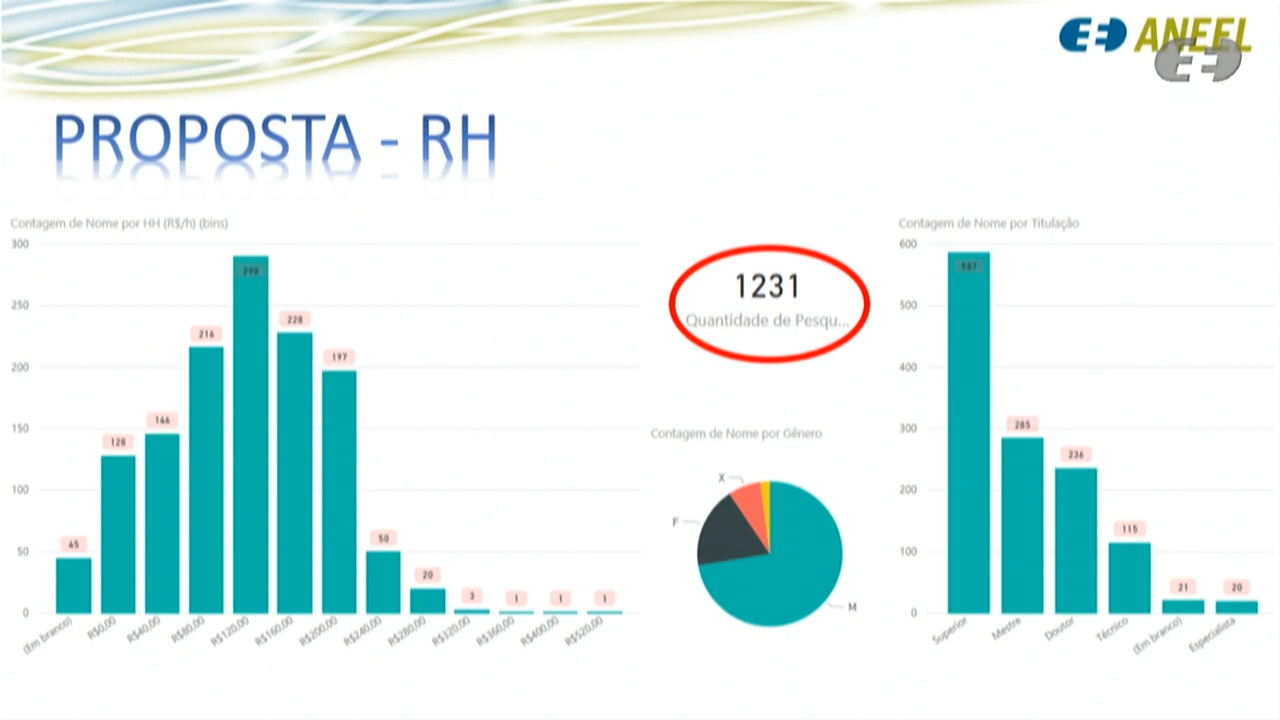 ANEEL
PROPOSTA - RH
Contagem de Nome por HH (R$/h) (bins)
300
250
200
150
100
50
0
45
128
146
216
290
228
197
50
20
3
1
1
1
(Em branco)
R$0,00
R$40,00
R$80,00
R$120,00
R$160,00
R$200,00
R$240,00
R$280,00
R$320,00
R$360,00
R$400,00
R$520,00
1231
Quantidade de Pesqu...
Contagem de Nome por Gênero
X
F
M
Contagem de Nome por Titulação
600
500
400
300
200
100
0
587
285
236
115
21
20
Superior
Mestre
Doutor
Técnico
(Em branco)
Especialista